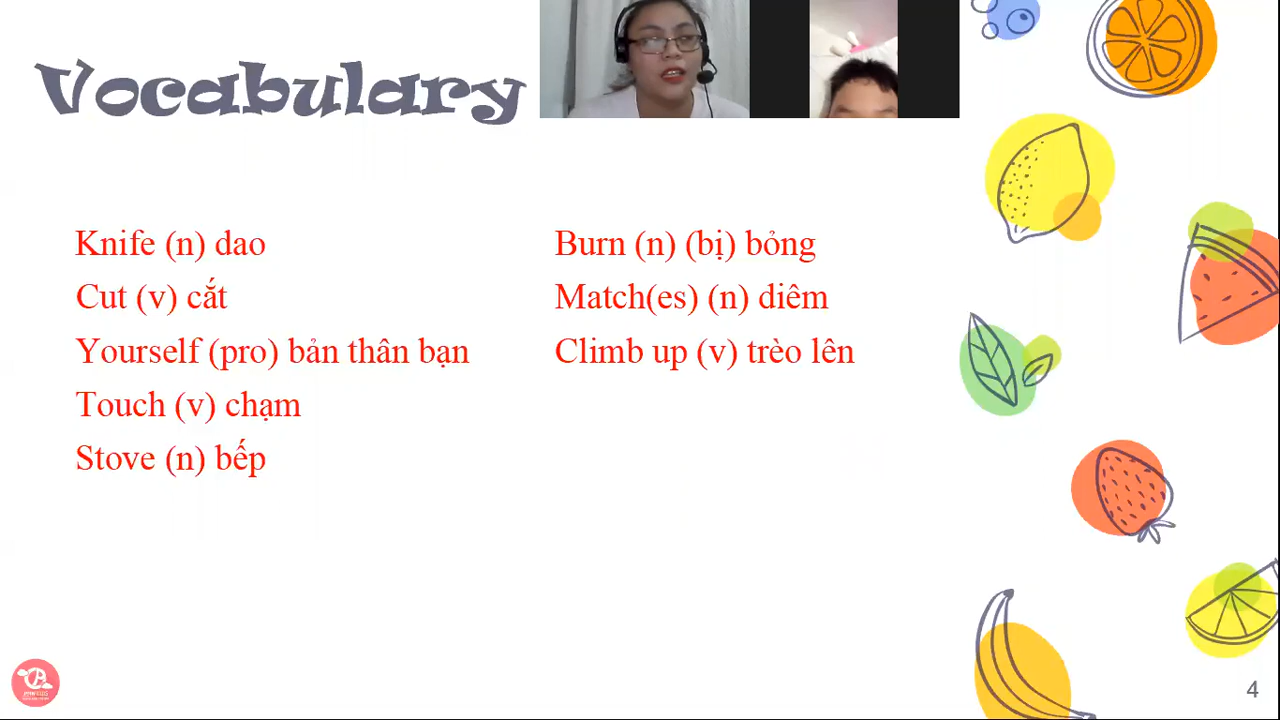 Vocabulary
Knife (n) dao
Cut (v) cắt
Yourself (pro) bản thân bạn
Touch (v) chạm
Stove (n) bếp
Burn (n) (bị) bỏng
Match(es) (n) diêm
Climb up (v) trèo lên
4